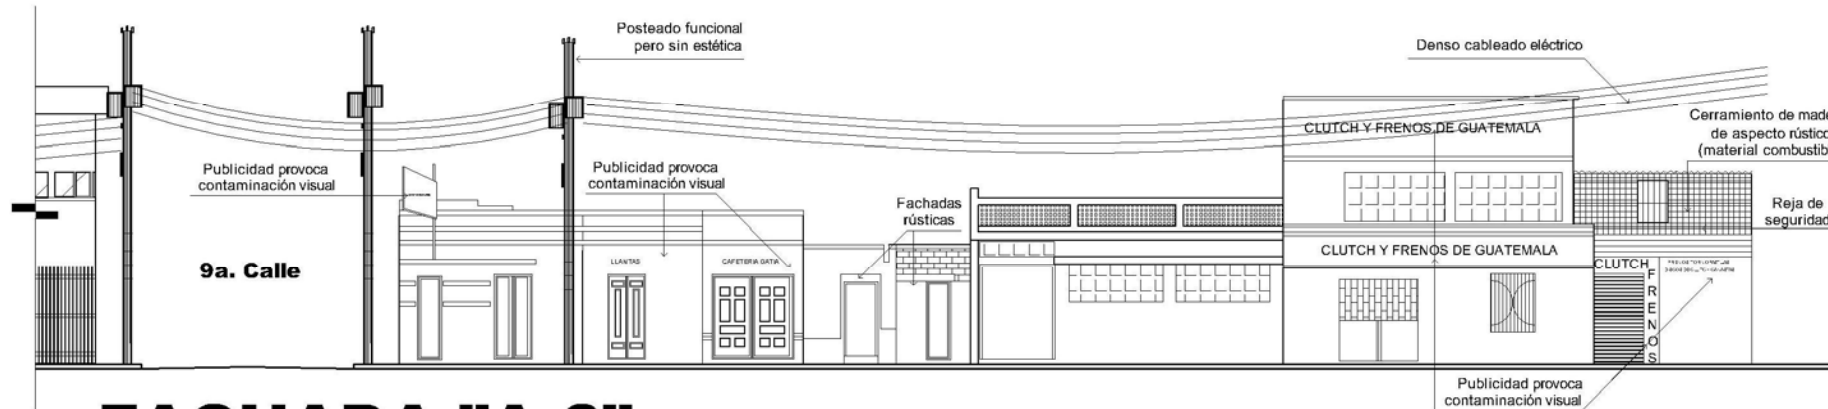 Posteado funcional
pero sin estética
Denso cableado eléctrico
Cerramiento de made
de aspecto rústico
(material combustib
CLUTCH Y FRENOS DE GUATEMALA
Publicidad provoca
contaminación visual
Publicidad provoca
contaminación visual
Fachadas
rústicas
Reja de
seguridad
9a. Calle
LLANTAS
CAFETERIA GATIA
CLUTCH Y FRENOS DE GUATEMALA
CLUTCH
FRENOS
Publicidad provoca
contaminación visual